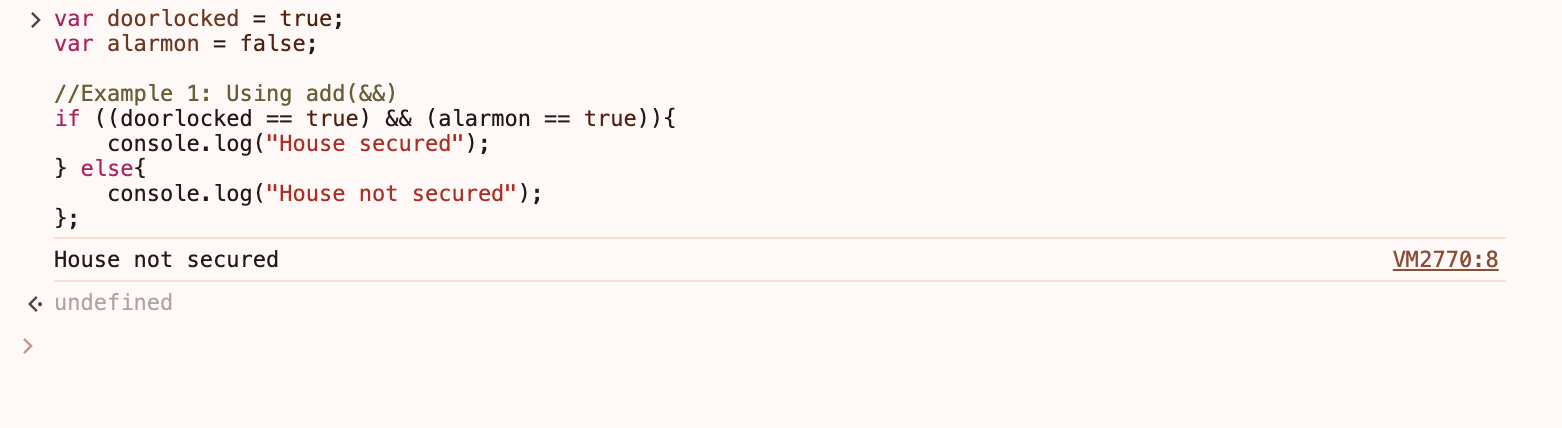 var doorlocked = true;
var alarmon = false;
//Example 1: Using add(&&)
if ((doorlocked == true) && (alarmon == true)){
    console.log("House secured");
} else{
    console.log("House not secured");
};
House not secured VM2770:8
undefined